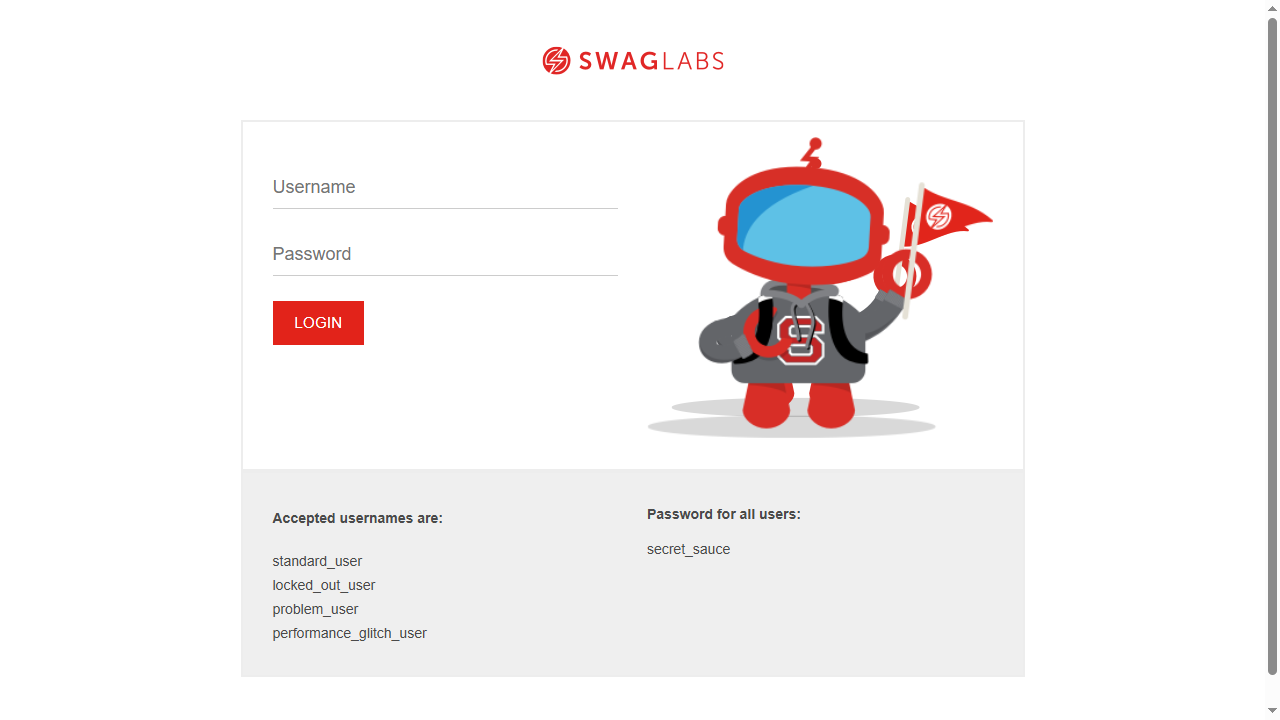 SWAGLABS
Username
Password
LOGIN
S
Accepted usernames are:
standard_user
locked_out_user
problem_user
performance_glitch_user
Password for all users:
secret_sauce